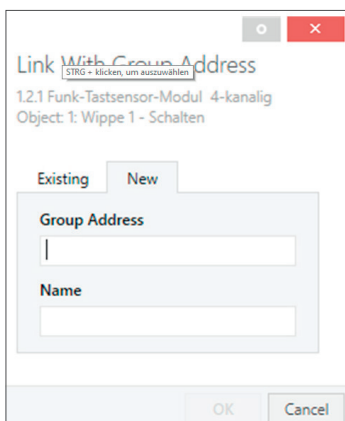 Link With Group Address
STRG + klicken, um auszuwählen
1.2.1 Funk-Tastsensor-Modul 4-kanalig
Object: 1: Wippe 1 - Schalten
Existing New
Group Address
Name
OK Cancel